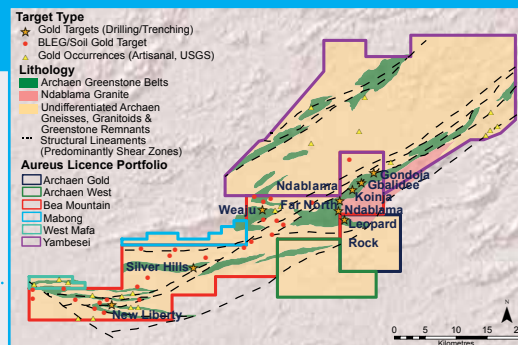 Target Type
Gold Targets (Drilling/Trenching)
BLEG/Soil Gold Target
Gold Occurrences (Artisanal, USGS)
Lithology
Archaen Greenstone Belts
Ndablama Granite
Undifferentiated Archaen
Gneisses, Granitoids &
Greenstone Remnants
Structural Lineaments
(Predominantly Shear Zones)
Aureus Licence Portfolio
Archaen Gold
Archaen West
Bea Mountain
Mabong
West Mafa
Yambesei
Gondoja
Gbalidee
Ndablama
Koinja
Far North
Weaju
Ndablama
Leopard
Rock
Silver Hills
New Liberty
N
0 5 10 15 20
Kilometres